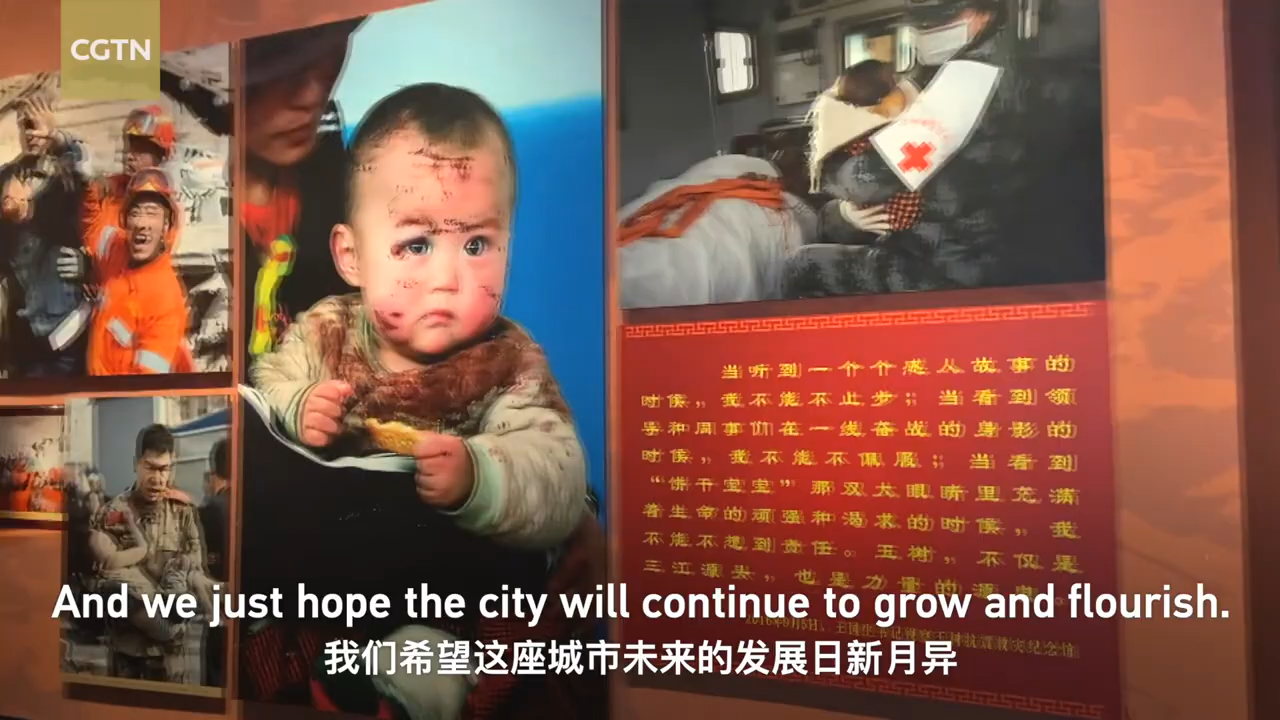 CGTN
当听到一个个感人故事的
时候，我不能不止步；当看到领
导和同事们在一线奋战的身影的
时候，我不能不佩服；当看到
“饼干宝宝”那双大眼睛里充满
着生命的顽强和渴求的时候，我
不能不想到责任。玉树，不仅是
三江源头，也是力量的源
And we just hope the city will continue to grow and flourish.
我们希望这座城市未来的发展日新月异